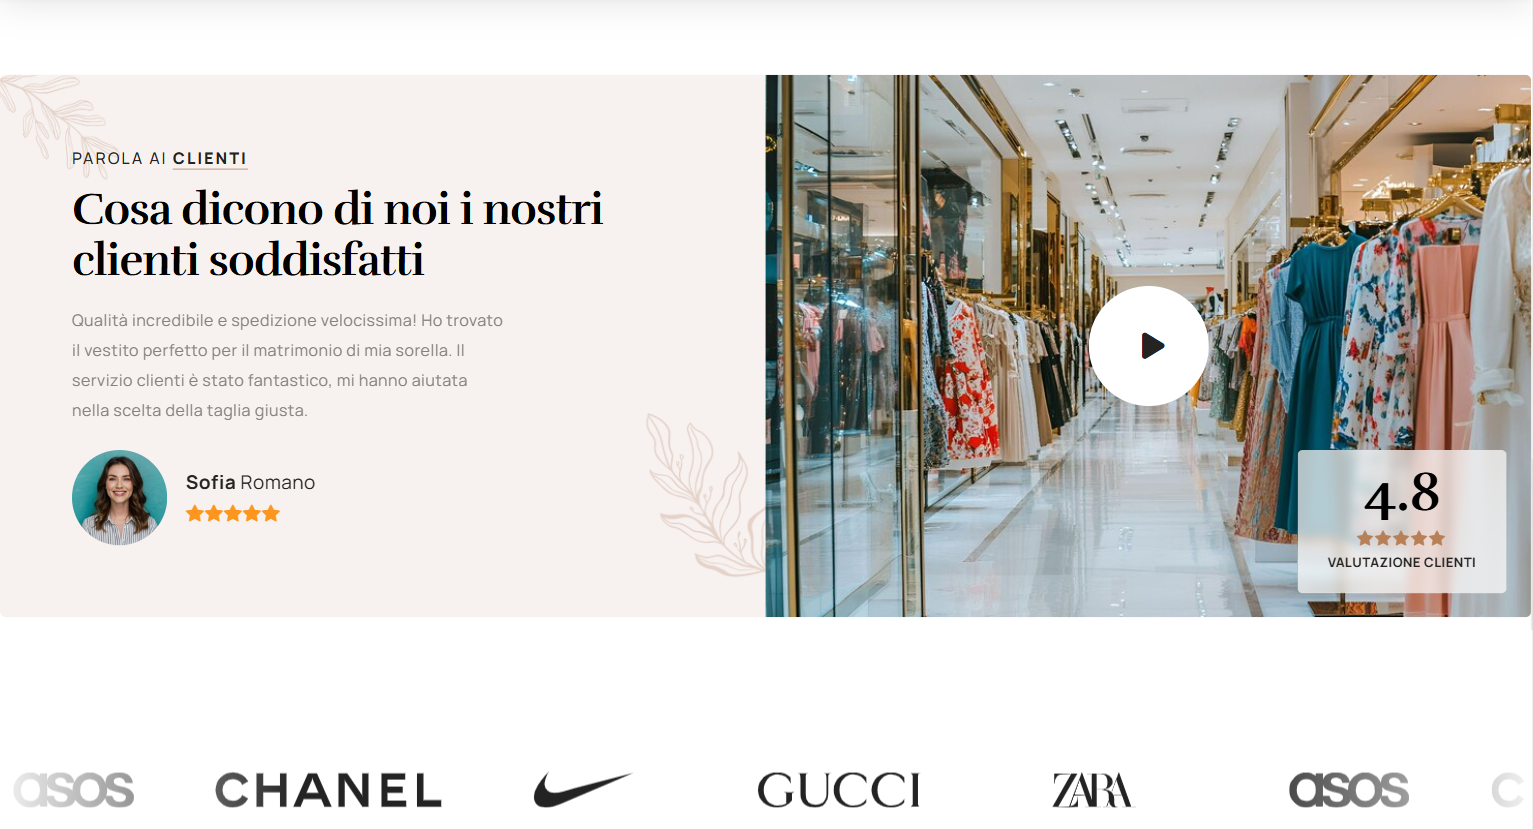 PAROLA AI CLIENTI
Cosa dicono di noi i nostri
clienti soddisfatti
Qualità incredibile e spedizione velocissima! Ho trovato
il vestito perfetto per il matrimonio di mia sorella. Il
servizio clienti è stato fantastico, mi hanno aiutata
nella scelta della taglia giusta.
Sofia Romano
4.8
VALUTAZIONE CLIENTI
asos CHANEL GUCCI ZARA asos C